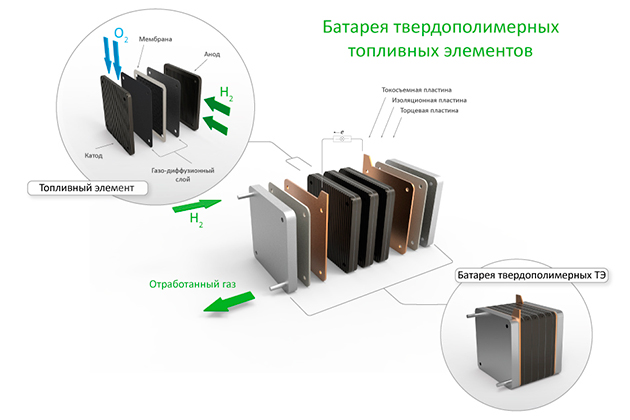 Батарея твердополимерных
топливных элементов
O2
Мембрана
Анод
H2
Катод
Газо-диффузионный
слой
Топливный элемент
Токосъемная пластина
Изоляционная пластина
Торцевая пластина
e
H2
Отработанный газ
Батарея твердополимерных ТЭ